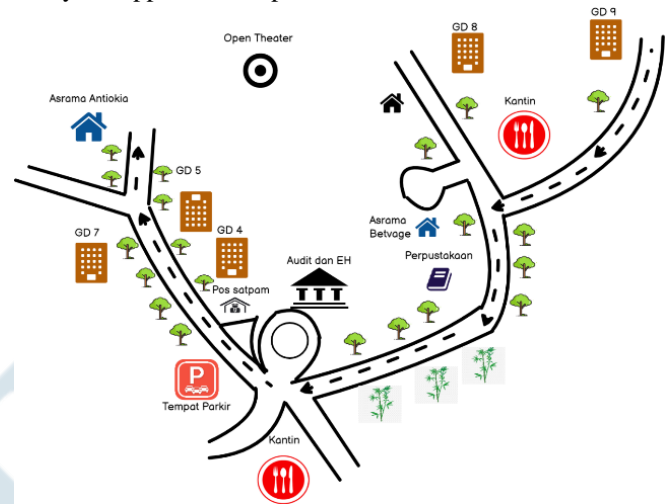 GD 9
GD 8
Open Theater
Asrama Antiokia
Kantin
GD 5
Asrama
Betvage
GD 7
GD 4
Audit dan EH
Perpustakaan
Pos satpam
P
Tempat Parkir
Kantin